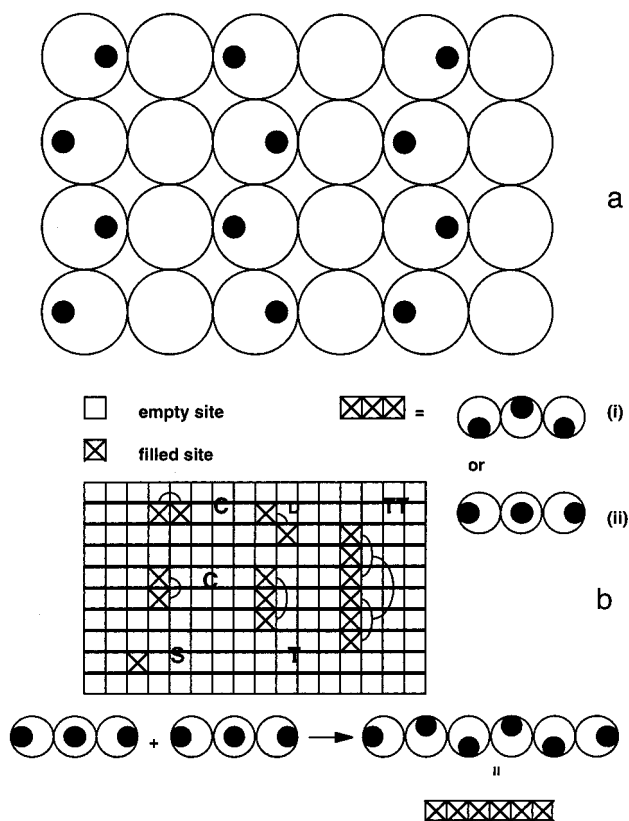 a
empty site
=
(i)
filled site
or
C
D
TT
(ii)
C
b
S
T
+
=